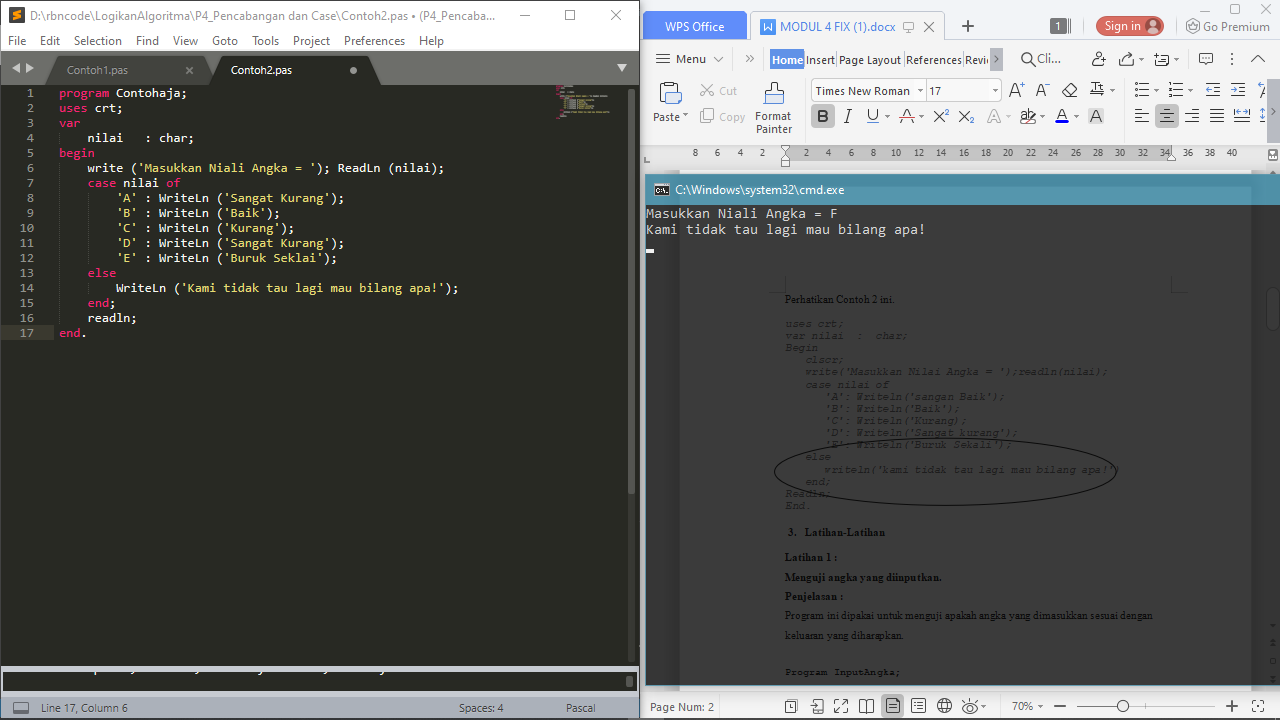 D:\rbncode\LogikanAlgoritma\P4_Pencabangan dan Case\Contoh2.pas • (P4_Pencaba...
File Edit Selection Find View Goto Tools Project Preferences Help
Contoh1.pas
Contoh2.pas
1 program Contohaja;
2 uses crt;
3 var
4 nilai : char;
5 begin
6 write ('Masukkan Niali Angka = '); ReadLn (nilai);
7 case nilai of
8 'A' : WriteLn ('Sangat Kurang');
9 'B' : WriteLn ('Baik');
10 'C' : WriteLn ('Kurang');
11 'D' : WriteLn ('Sangat Kurang');
12 'E' : WriteLn ('Buruk Seklai');
13 else
14 WriteLn ('Kami tidak tau lagi mau bilang apa!');
15 end;
16 readln;
17 end.
Line 17, Column 6 Spaces: 4 Pascal
WPS Office MODUL 4 FIX (1).docx 1 Sign in Go Premium
Menu Home Insert Page Layout References Revi Cli...
Paste Cut Copy Format Painter
Times New Roman 17
B I U A X² X₂ A A A
8 6 4 2 2 4 6 8 10 12 14 16 18 20 22 24 26 28 30 32 34 36 38 40
C:\Windows\system32\cmd.exe
Masukkan Niali Angka = F
Kami tidak tau lagi mau bilang apa!
Perhatikan Contoh 2 ini.
uses crt;
var nilai : char;
Begin
clscr;
write('Masukkan Nilai Angka = ');readln(nilai);
case nilai of
'A': Writeln('sangan Baik');
'B': Writeln('Baik');
'C': Writeln('Kurang);
'D': Writeln('Sangat kurang');
'E': Writeln('Buruk Sekali');
else
writeln('kami tidak tau lagi mau bilang apa!')
end;
Readln;
End.
3. Latihan-Latihan
Latihan 1 :
Menguji angka yang diinputkan.
Penjelasan :
Program ini dipakai untuk menguji apakah angka yang dimasukkan sesuai dengan
keluaran yang diharapkan.
Program InputAngka;
Page Num: 2 70%